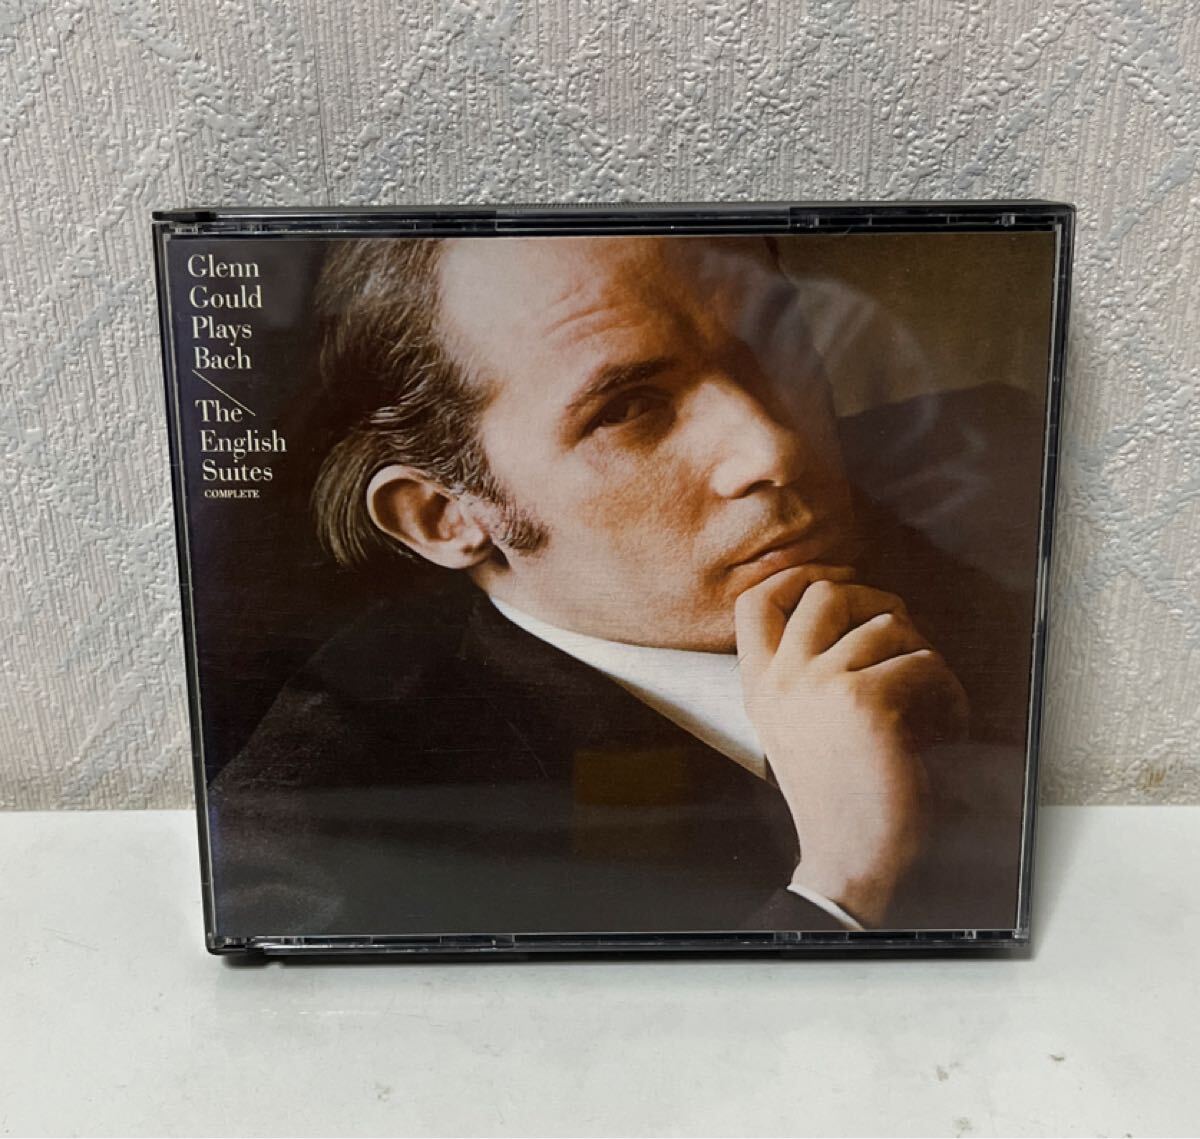 Glenn
Gould
Plays
Bach
The
English
Suites
COMPLETE